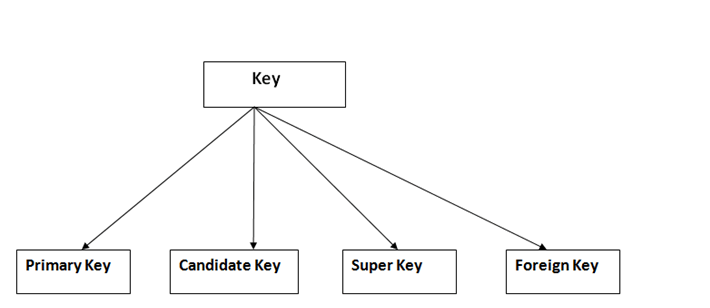 Key
Primary Key
Candidate Key
Super Key
Foreign Key